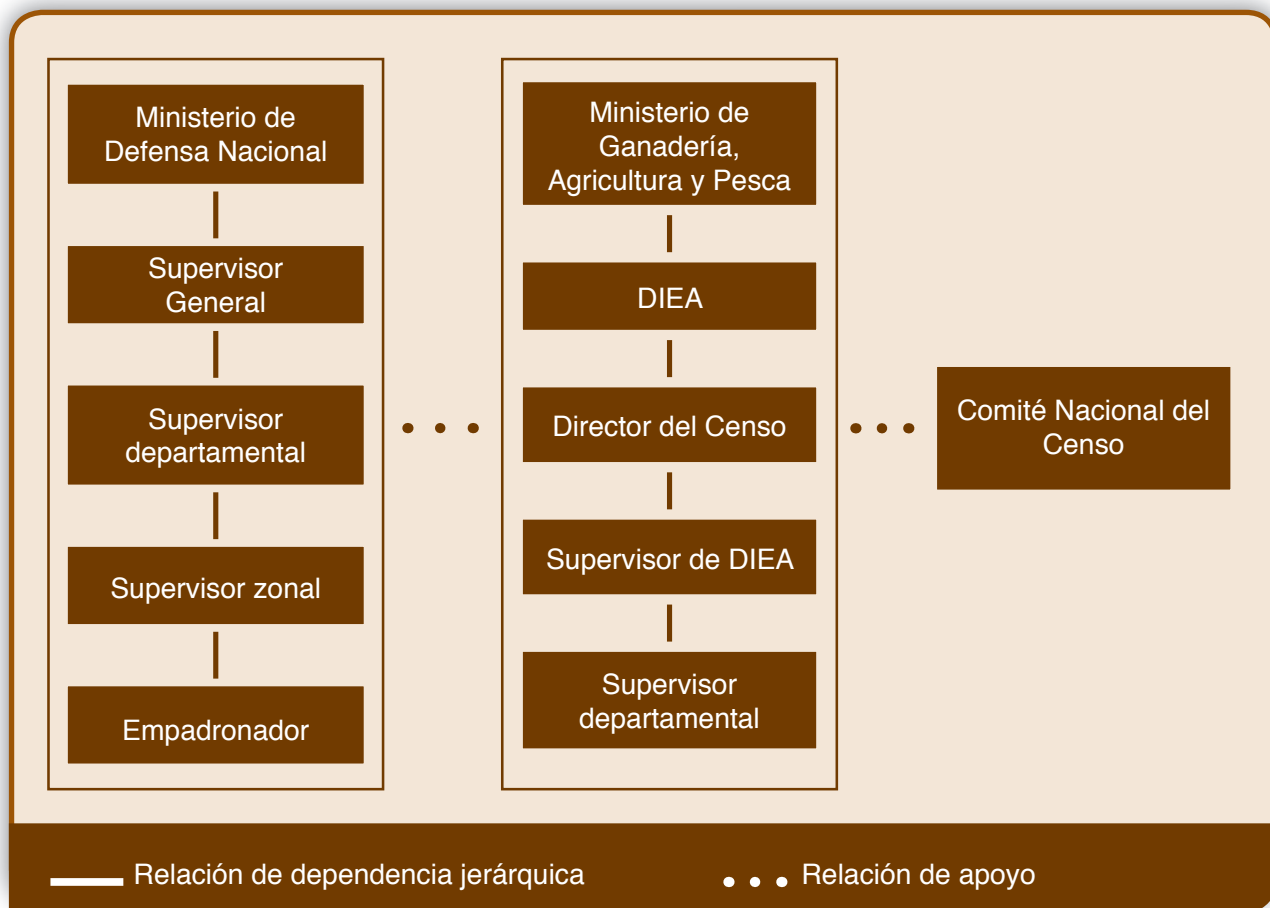 Ministerio de
Defensa Nacional
Supervisor
General
Supervisor
departamental
Supervisor zonal
Empadronador
Ministerio de
Ganadería,
Agricultura y Pesca
DIEA
Director del Censo
Supervisor de DIEA
Supervisor
departamental
Comité Nacional del
Censo
Relación de dependencia jerárquica
Relación de apoyo